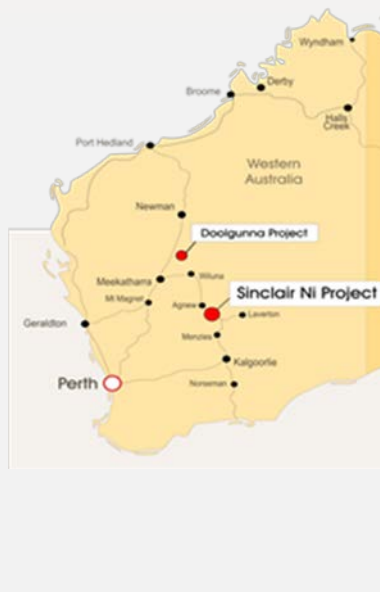 Wyndham
Derby
Broome
Halls
Creek
Port Hedland
Western
Australia
Newman
Doolgunna Project
Meekatharra
Wiluna
Mt Magnet
Agnew
Sinclair Ni Project
Laverton
Geraldton
Menzies
Kalgoorlie
Perth
Norseman